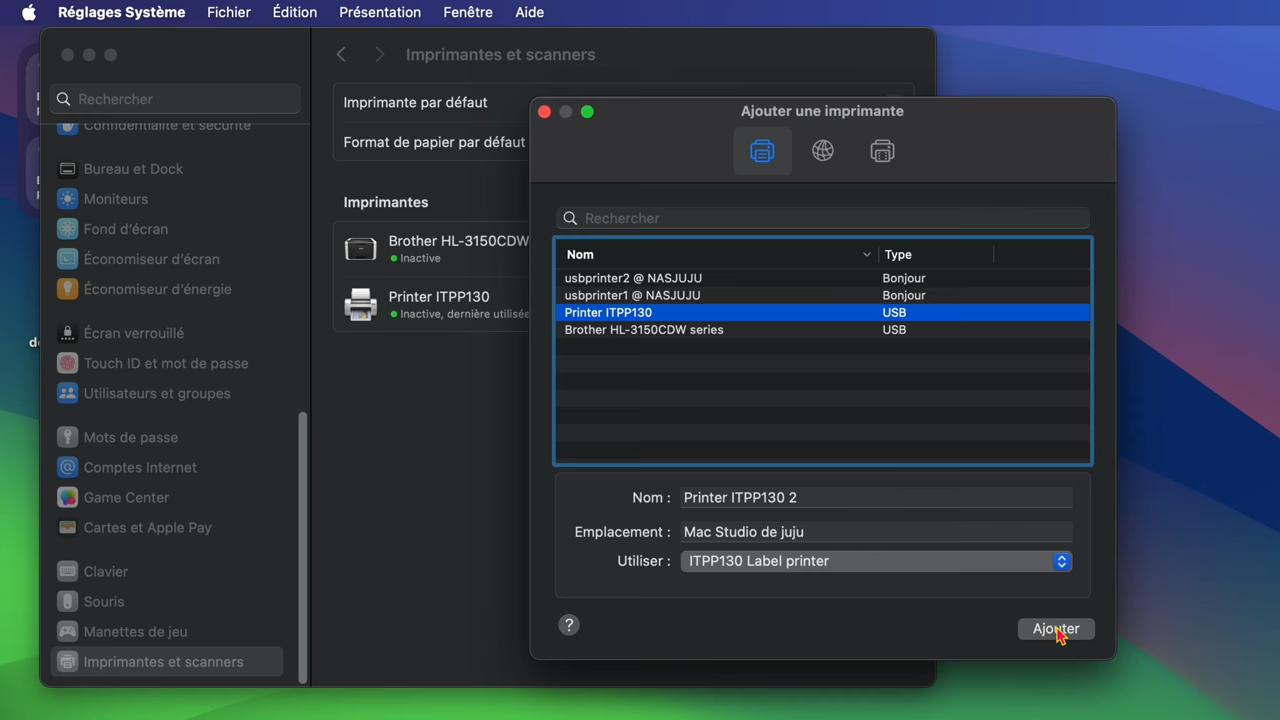 Réglages Système Fichier Édition Présentation Fenêtre Aide
Imprimantes et scanners
Rechercher
Confidentialité et sécurité
Bureau et Dock
Moniteurs
Fond d'écran
Économiseur d'écran
Économiseur d'énergie
Écran verrouillé
Touch ID et mot de passe
Utilisateurs et groupes
Mots de passe
Comptes Internet
Game Center
Cartes et Apple Pay
Clavier
Souris
Manettes de jeu
Imprimantes et scanners
Imprimante par défaut
Format de papier par défaut
Imprimantes
Brother HL-3150CDW
Inactive
Printer ITPP130
Inactive, dernière utilisée
Ajouter une imprimante
Rechercher
Nom Type
usbprinter2 @ NASJUJU Bonjour
usbprinter1 @ NASJUJU Bonjour
Printer ITPP130 USB
Brother HL-3150CDW series USB
Nom : Printer ITPP130 2
Emplacement : Mac Studio de juju
Utiliser : ITPP130 Label printer
? Ajouter